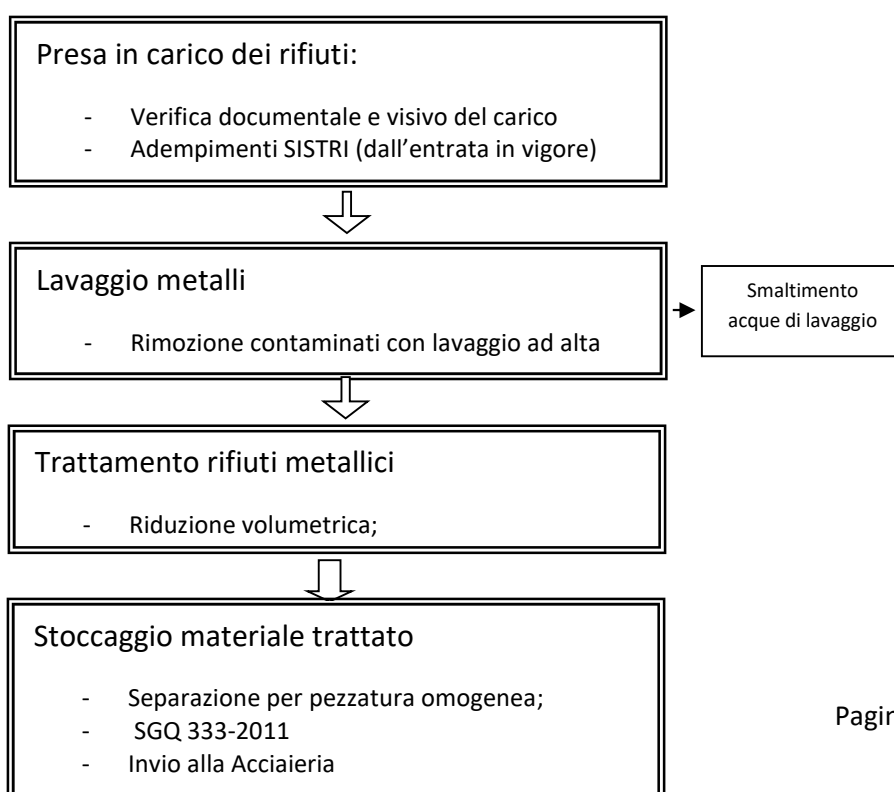 Presa in carico dei rifiuti:
- Verifica documentale e visivo del carico
- Adempimenti SISTRI (dall’entrata in vigore)
Lavaggio metalli
- Rimozione contaminati con lavaggio ad alta
Smaltimento
acque di lavaggio
Trattamento rifiuti metallici
- Riduzione volumetrica;
Stoccaggio materiale trattato
- Separazione per pezzatura omogenea;
- SGQ 333-2011
- Invio alla Acciaieria